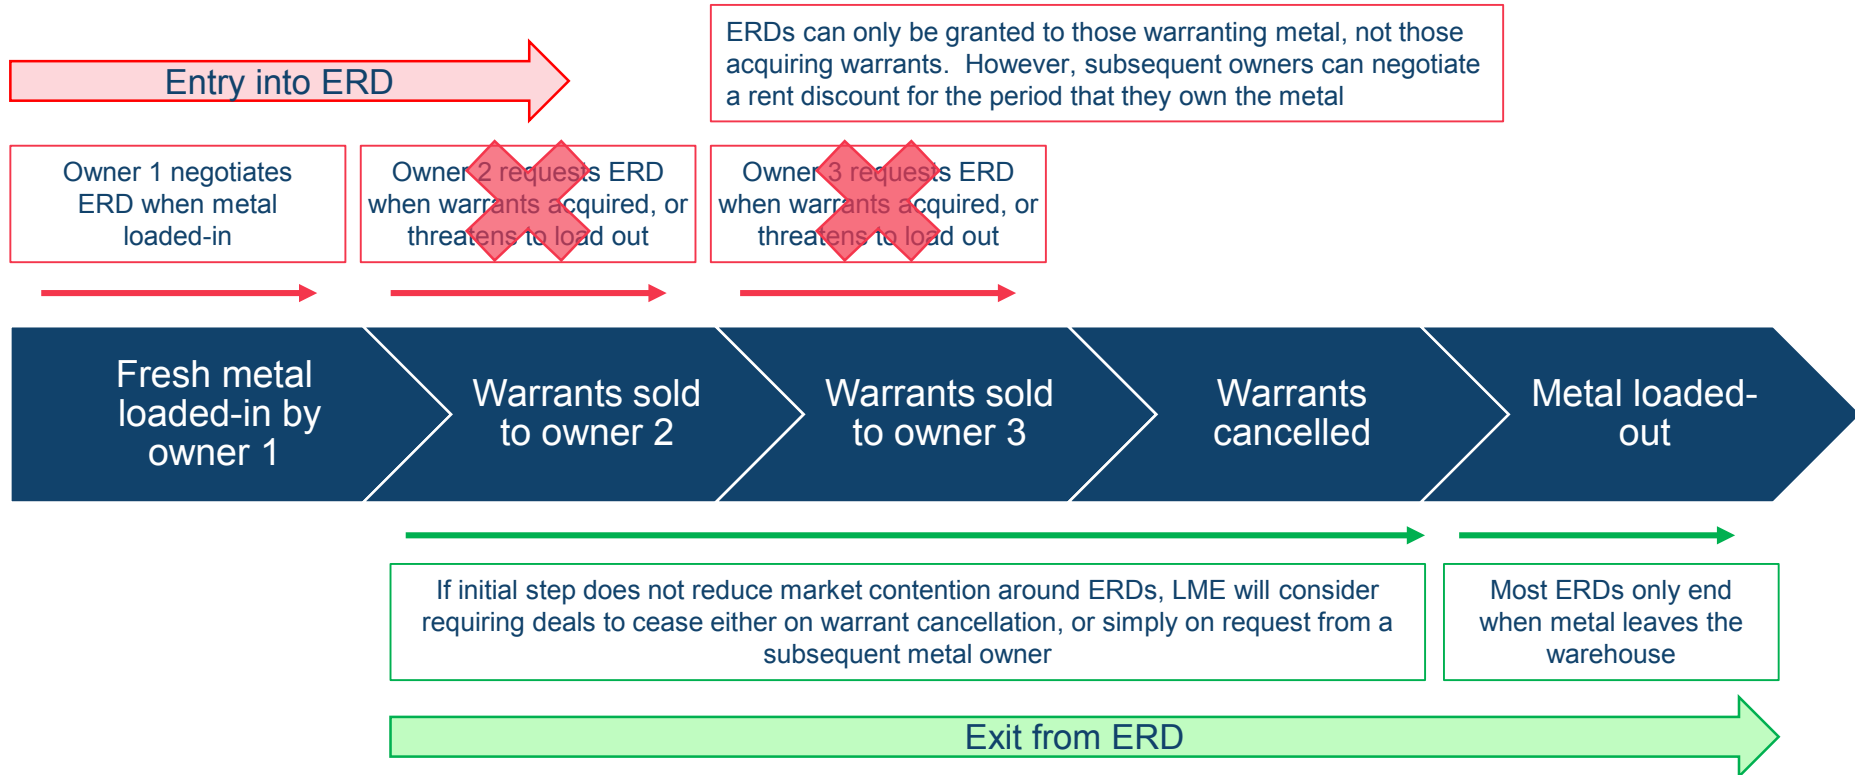 Entry into ERD
ERDs can only be granted to those warranting metal, not those
acquiring warrants. However, subsequent owners can negotiate
a rent discount for the period that they own the metal
Owner 1 negotiates
ERD when metal
loaded-in
Owner 2 requests ERD
when warrants acquired, or
threatens to load out
Owner 3 requests ERD
when warrants acquired, or
threatens to load out
Fresh metal
loaded-in by
owner 1
Warrants sold
to owner 2
Warrants sold
to owner 3
Warrants
cancelled
Metal loaded-
out
If initial step does not reduce market contention around ERDs, LME will consider
requiring deals to cease either on warrant cancellation, or simply on request from a
subsequent metal owner
Most ERDs only end
when metal leaves the
warehouse
Exit from ERD